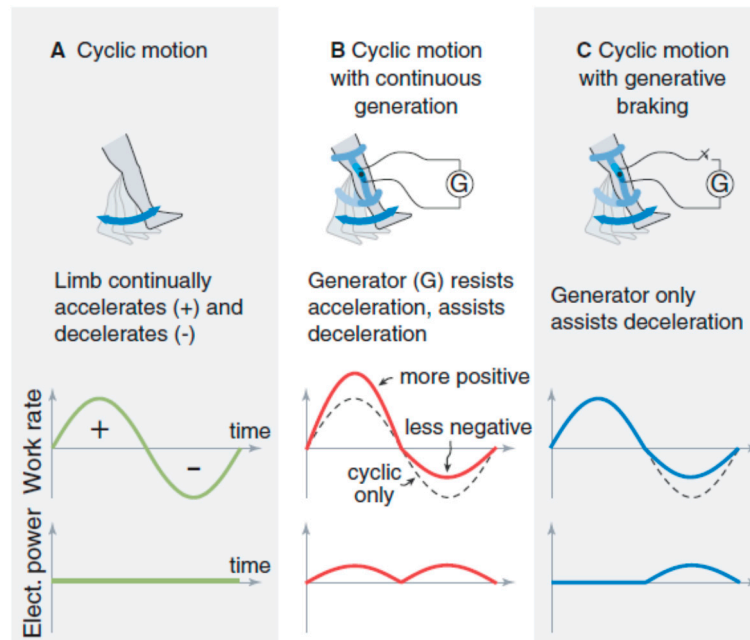 A Cyclic motion
B Cyclic motion
with continuous
generation
C Cyclic motion
with generative
braking
G
G
Limb continually
accelerates (+) and
decelerates (-)
Generator (G) resists
acceleration, assists
deceleration
Generator only
assists deceleration
Work rate
+
-
time
more positive
less negative
cyclic
only
Elect. power
time